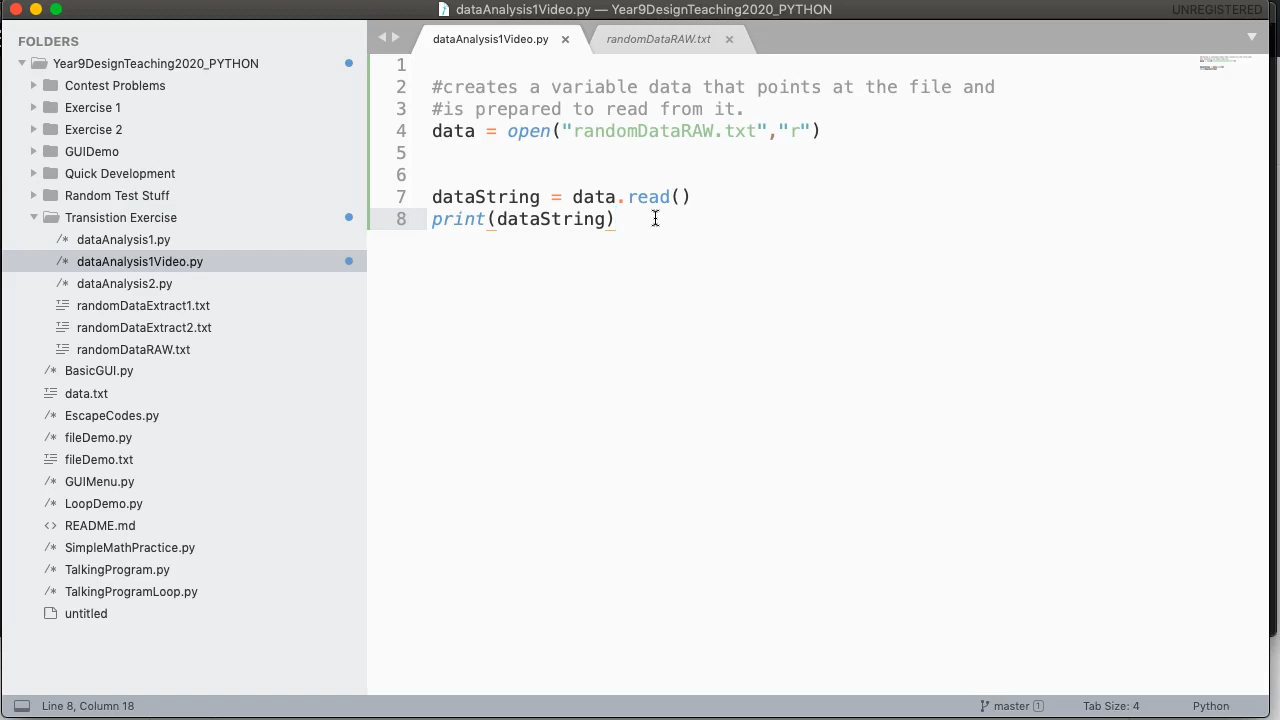 dataAnalysis1Video.py — Year9DesignTeaching2020_PYTHON
UNREGISTERED
FOLDERS
Year9DesignTeaching2020_PYTHON
Contest Problems
Exercise 1
Exercise 2
GUIDemo
Quick Development
Random Test Stuff
Transistion Exercise
/* dataAnalysis1.py
/* dataAnalysis1Video.py
/* dataAnalysis2.py
randomDataExtract1.txt
randomDataExtract2.txt
randomDataRAW.txt
/* BasicGUI.py
data.txt
/* EscapeCodes.py
/* fileDemo.py
fileDemo.txt
/* GUIMenu.py
/* LoopDemo.py
<> README.md
/* SimpleMathPractice.py
/* TalkingProgram.py
/* TalkingProgramLoop.py
untitled
dataAnalysis1Video.py ×
randomDataRAW.txt ×
1
2 #creates a variable data that points at the file and
3 #is prepared to read from it.
4 data = open("randomDataRAW.txt","r")
5
6
7 dataString = data.read()
8 print(dataString)
Line 8, Column 18
master 1
Tab Size: 4
Python